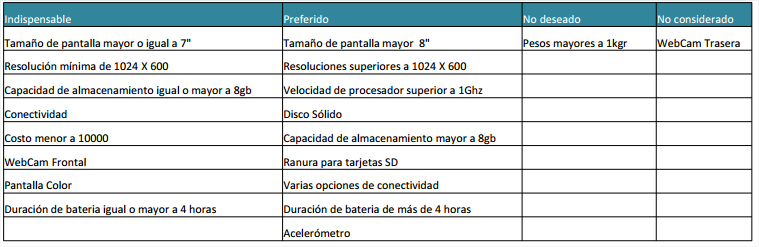 Indispensable Preferido No deseado No considerado
Tamaño de pantalla mayor o igual a 7" Tamaño de pantalla mayor 8" Pesos mayores a 1kgr WebCam Trasera
Resolución mínima de 1024 X 600 Resoluciones superiores a 1024 X 600
Capacidad de almacenamiento igual o mayor a 8gb Velocidad de procesador superior a 1Ghz
Conectividad Disco Sólido
Costo menor a 10000 Capacidad de almacenamiento mayor a 8gb
WebCam Frontal Ranura para tarjetas SD
Pantalla Color Varias opciones de conectividad
Duración de bateria igual o mayor a 4 horas Duración de bateria de más de 4 horas
Acelerómetro